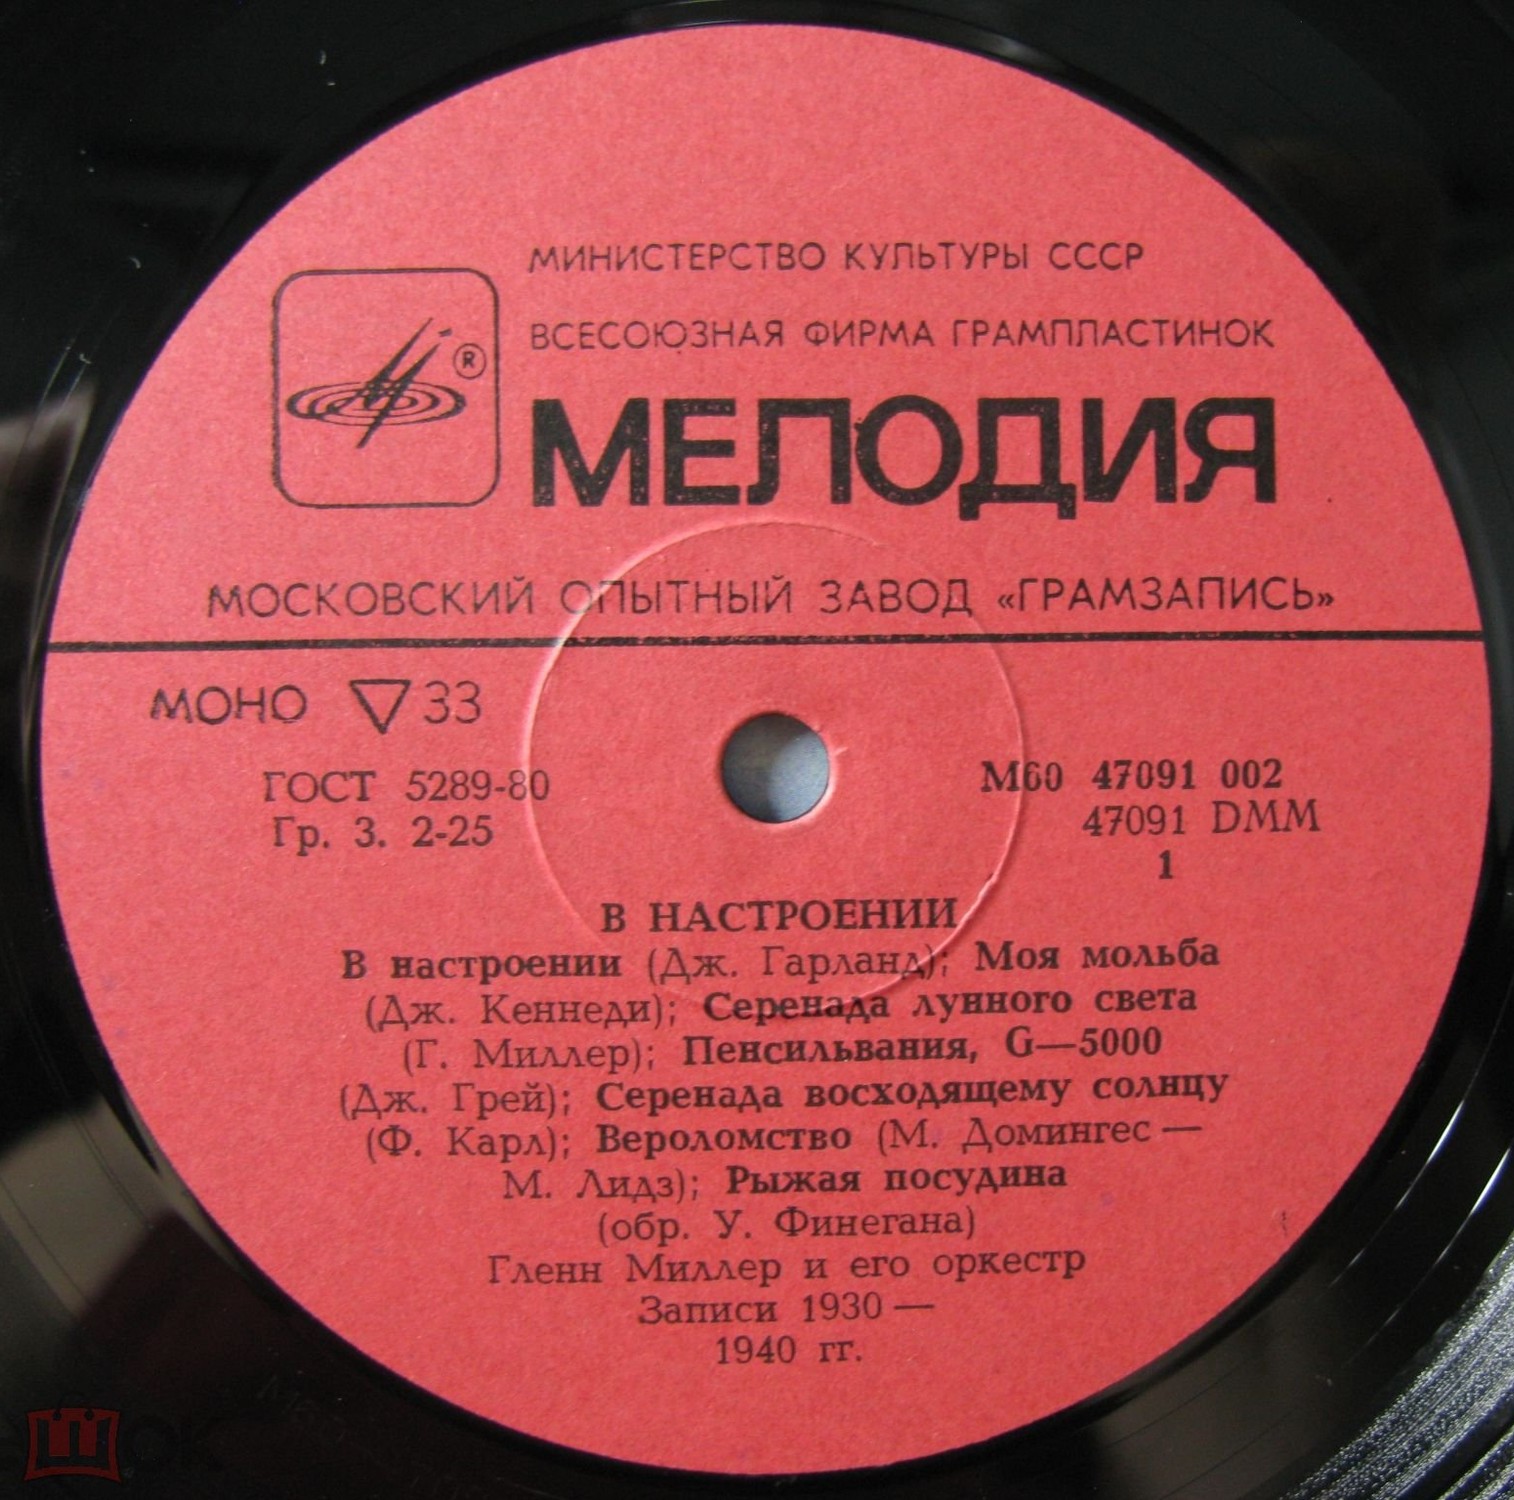 МИНИСТЕРСТВО КУЛЬТУРЫ СССР
ВСЕСОЮЗНАЯ ФИРМА ГРАМПЛАСТИНОК
®
МЕЛОДИЯ
МОСКОВСКИЙ ОПЫТНЫЙ ЗАВОД «ГРАМЗАПИСЬ»
МОНО ▽ 33
ГОСТ 5289-80
Гр. 3. 2-25
М60 47091 002
47091 DMM
1
В НАСТРОЕНИИ
В настроении (Дж. Гарланд); Моя мольба
(Дж. Кеннеди); Серенада лунного света
(Г. Миллер); Пенсильвания, G—5000
(Дж. Грей); Серенада восходящему солнцу
(Ф. Карл); Вероломство (М. Домингес —
М. Лидз); Рыжая посудина
(обр. У. Финегана)
Гленн Миллер и его оркестр
Записи 1930 —
1940 гг.